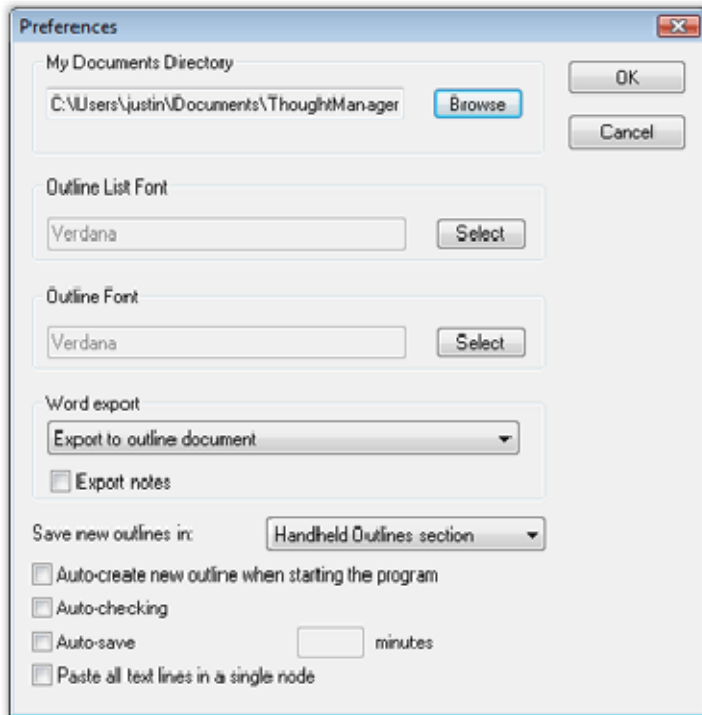 Preferences
My Documents Directory
C:\Users\justin\Documents\ThoughtManager
Browse
OK
Cancel
Outline List Font
Verdana
Select
Outline Font
Verdana
Select
Word export
Export to outline document
Export notes
Save new outlines in:
Handheld Outlines section
Auto-create new outline when starting the program
Auto-checking
Auto-save minutes
Paste all text lines in a single node